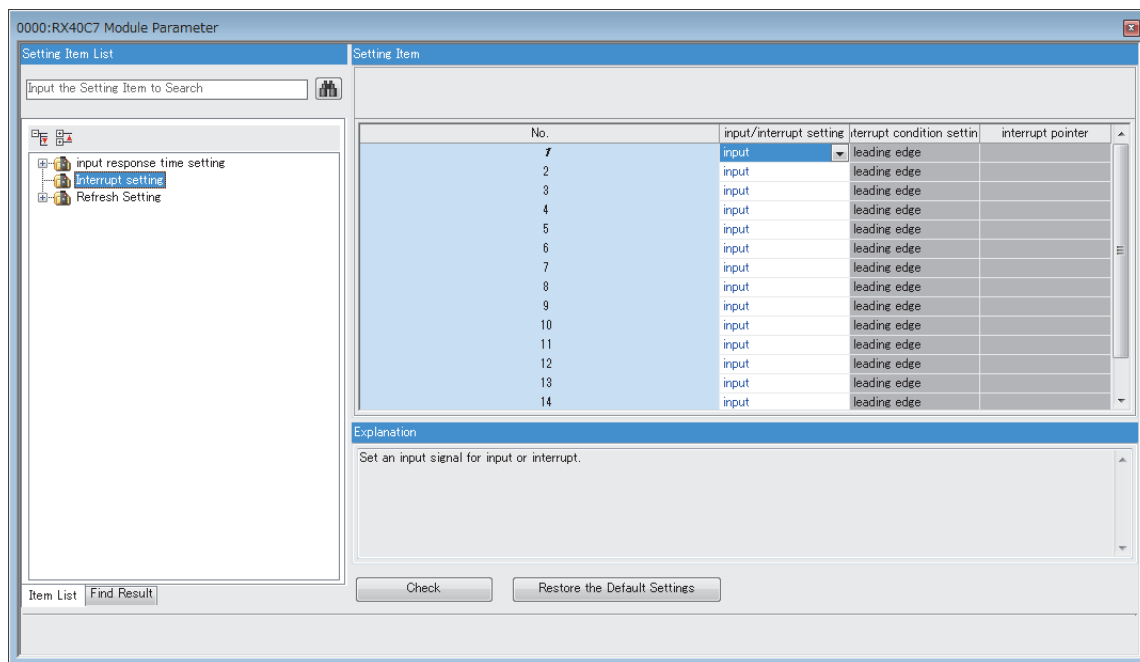 0000:RX40C7 Module Parameter
Setting Item List
Input the Setting Item to Search
input response time setting
Interrupt setting
Refresh Setting
Item List
Find Result
Setting Item
No. input/interrupt setting iterrupt condition settin interrupt pointer
1 input leading edge
2 input leading edge
3 input leading edge
4 input leading edge
5 input leading edge
6 input leading edge
7 input leading edge
8 input leading edge
9 input leading edge
10 input leading edge
11 input leading edge
12 input leading edge
13 input leading edge
14 input leading edge
Explanation
Set an input signal for input or interrupt.
Check
Restore the Default Settings